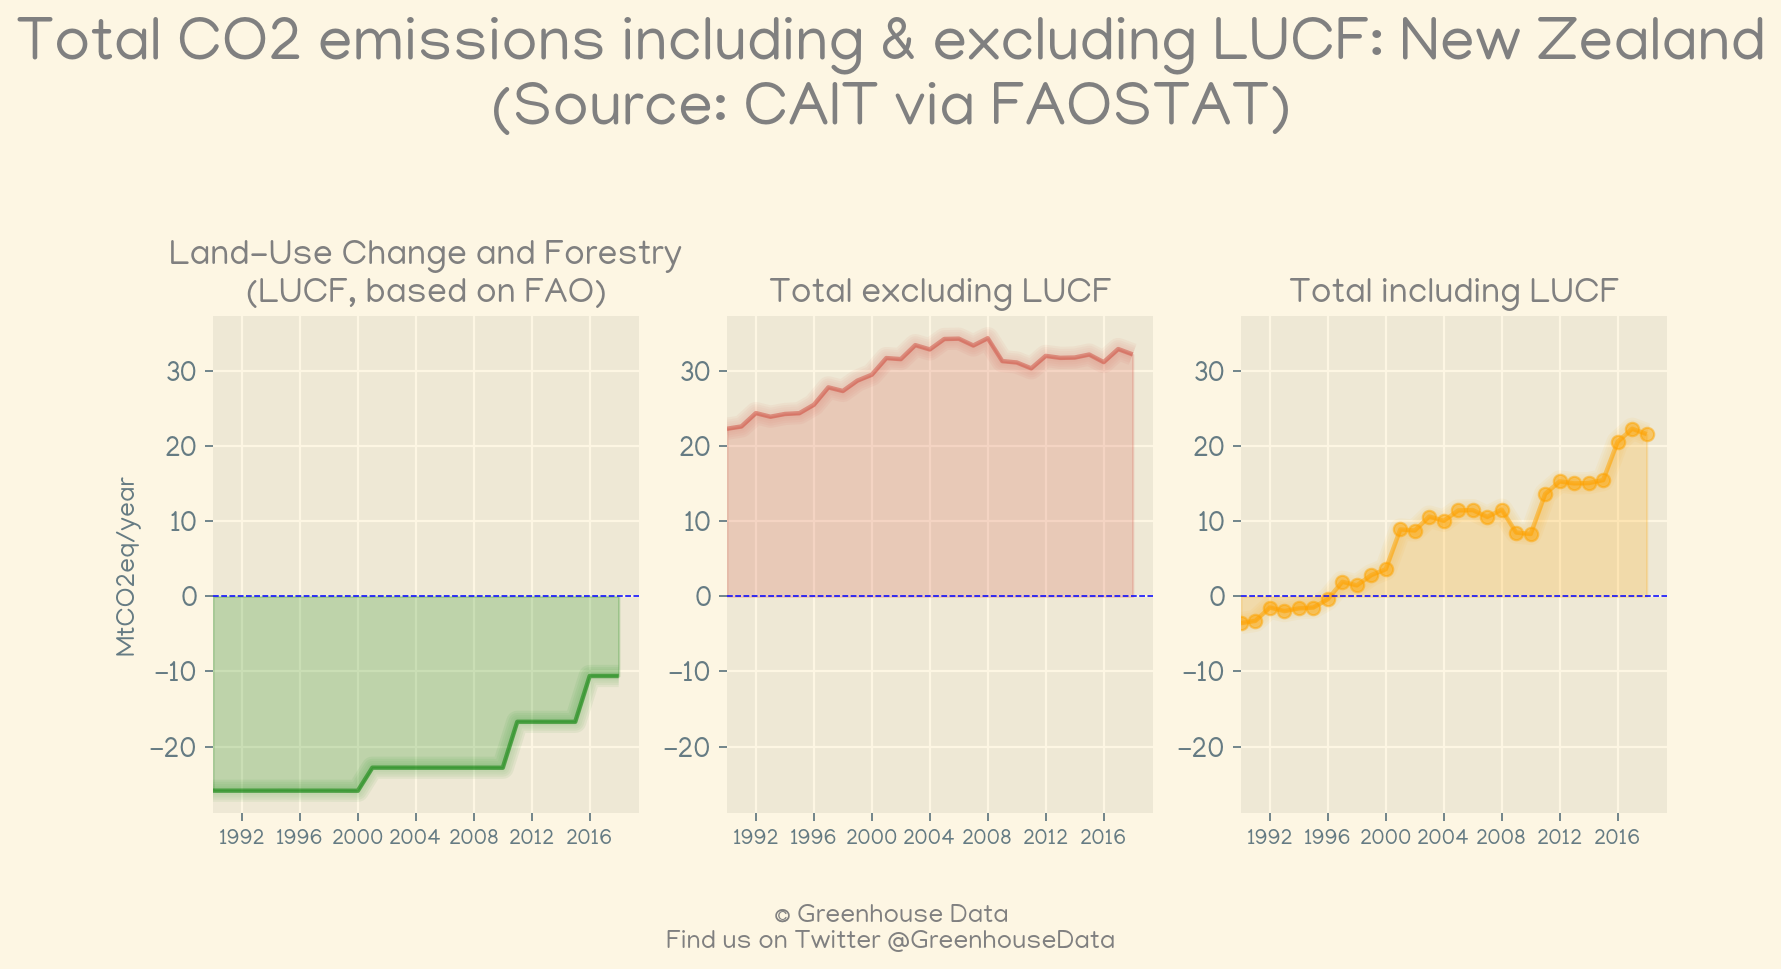 Total CO2 emissions including & excluding LUCF: New Zealand
(Source: CAIT via FAOSTAT)
Land-Use Change and Forestry
(LUCF, based on FAO)
MtCO2eq/year
30
20
10
0
−10
−20
1992 1996 2000 2004 2008 2012 2016
Total excluding LUCF
30
20
10
0
−10
−20
1992 1996 2000 2004 2008 2012 2016
Total including LUCF
30
20
10
0
−10
−20
1992 1996 2000 2004 2008 2012 2016
© Greenhouse Data
Find us on Twitter @GreenhouseData